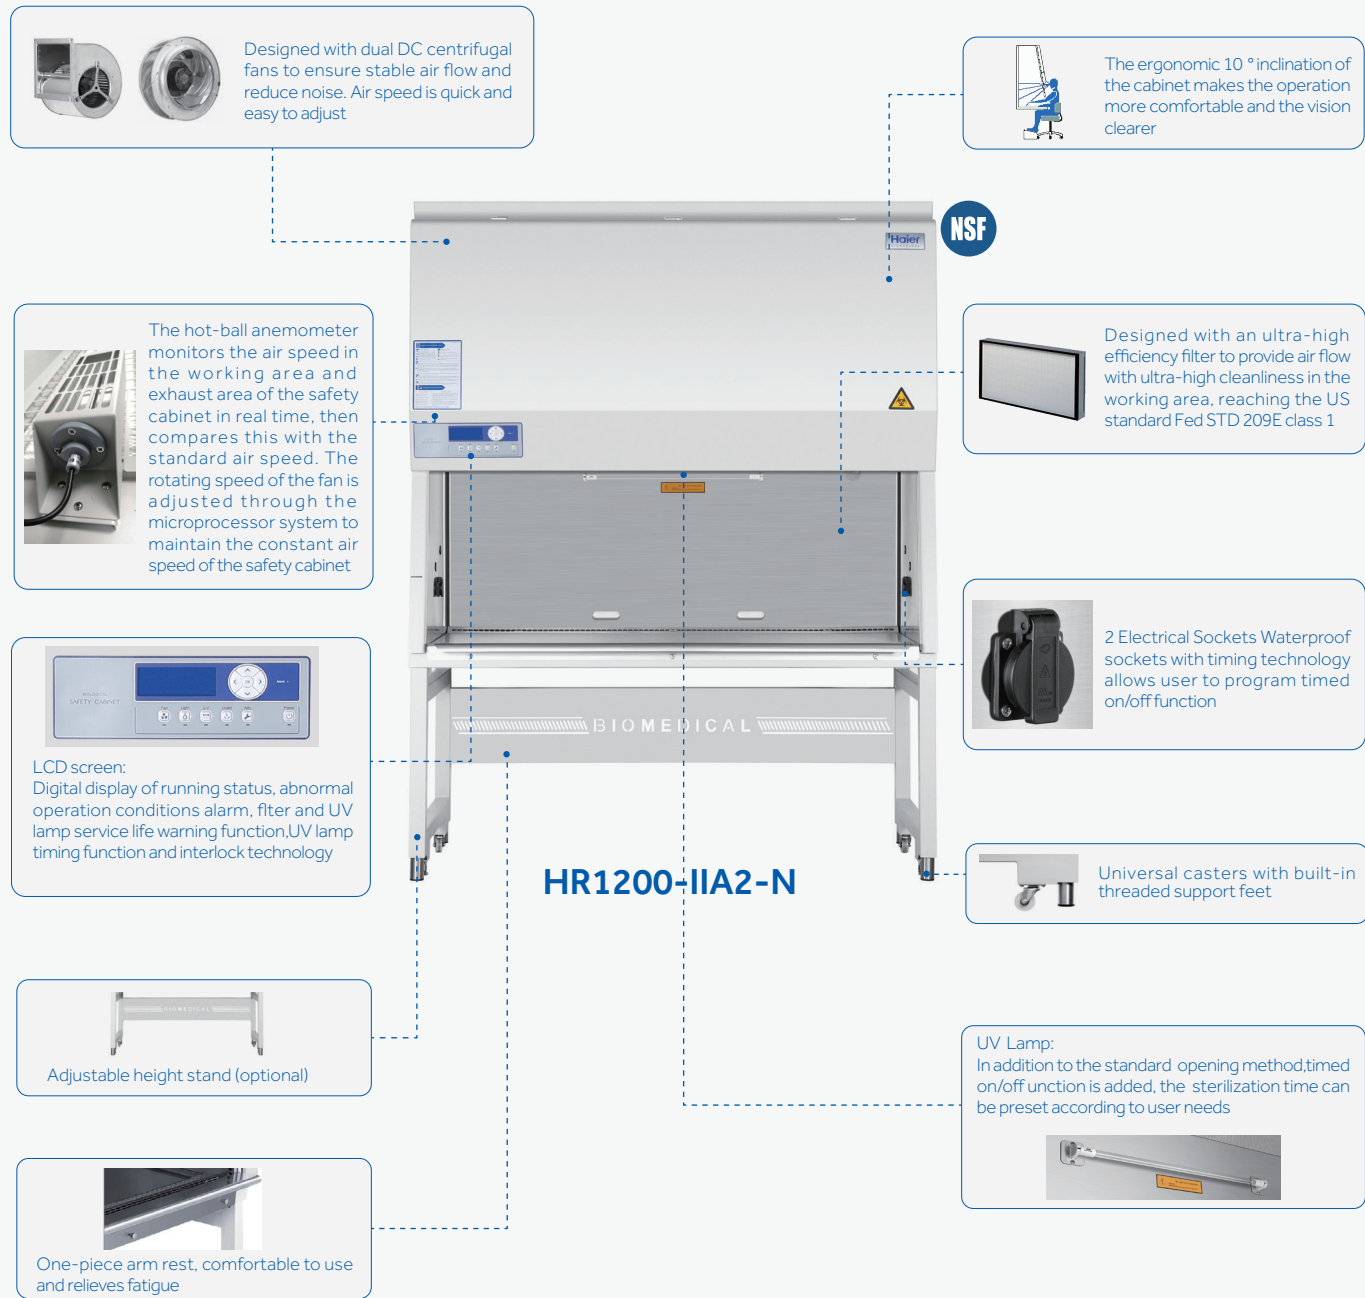 Designed with dual DC centrifugal
fans to ensure stable air flow and
reduce noise. Air speed is quick and
easy to adjust
The ergonomic 10 ° inclination of
the cabinet makes the operation
more comfortable and the vision
clearer
NSF
Haier
The hot-ball anemometer
monitors the air speed in
the working area and
exhaust area of the safety
cabinet in real time, then
compares this with the
standard air speed. The
rotating speed of the fan is
adjusted through the
microprocessor system to
maintain the constant air
speed of the safety cabinet
Designed with an ultra-high
efficiency filter to provide air flow
with ultra-high cleanliness in the
working area, reaching the US
standard Fed STD 209E class 1
2 Electrical Sockets Waterproof
sockets with timing technology
allows user to program timed
on/off function
SAFETY CABINET
OK
LCD screen:
Digital display of running status, abnormal
operation conditions alarm, flter and UV
lamp service life warning function,UV lamp
timing function and interlock technology
BIOMEDICAL
HR1200-IIA2-N
Universal casters with built-in
threaded support feet
BIOMEDICAL
Adjustable height stand (optional)
UV Lamp:
In addition to the standard opening method,timed
on/off unction is added, the sterilization time can
be preset according to user needs
One-piece arm rest, comfortable to use
and relieves fatigue